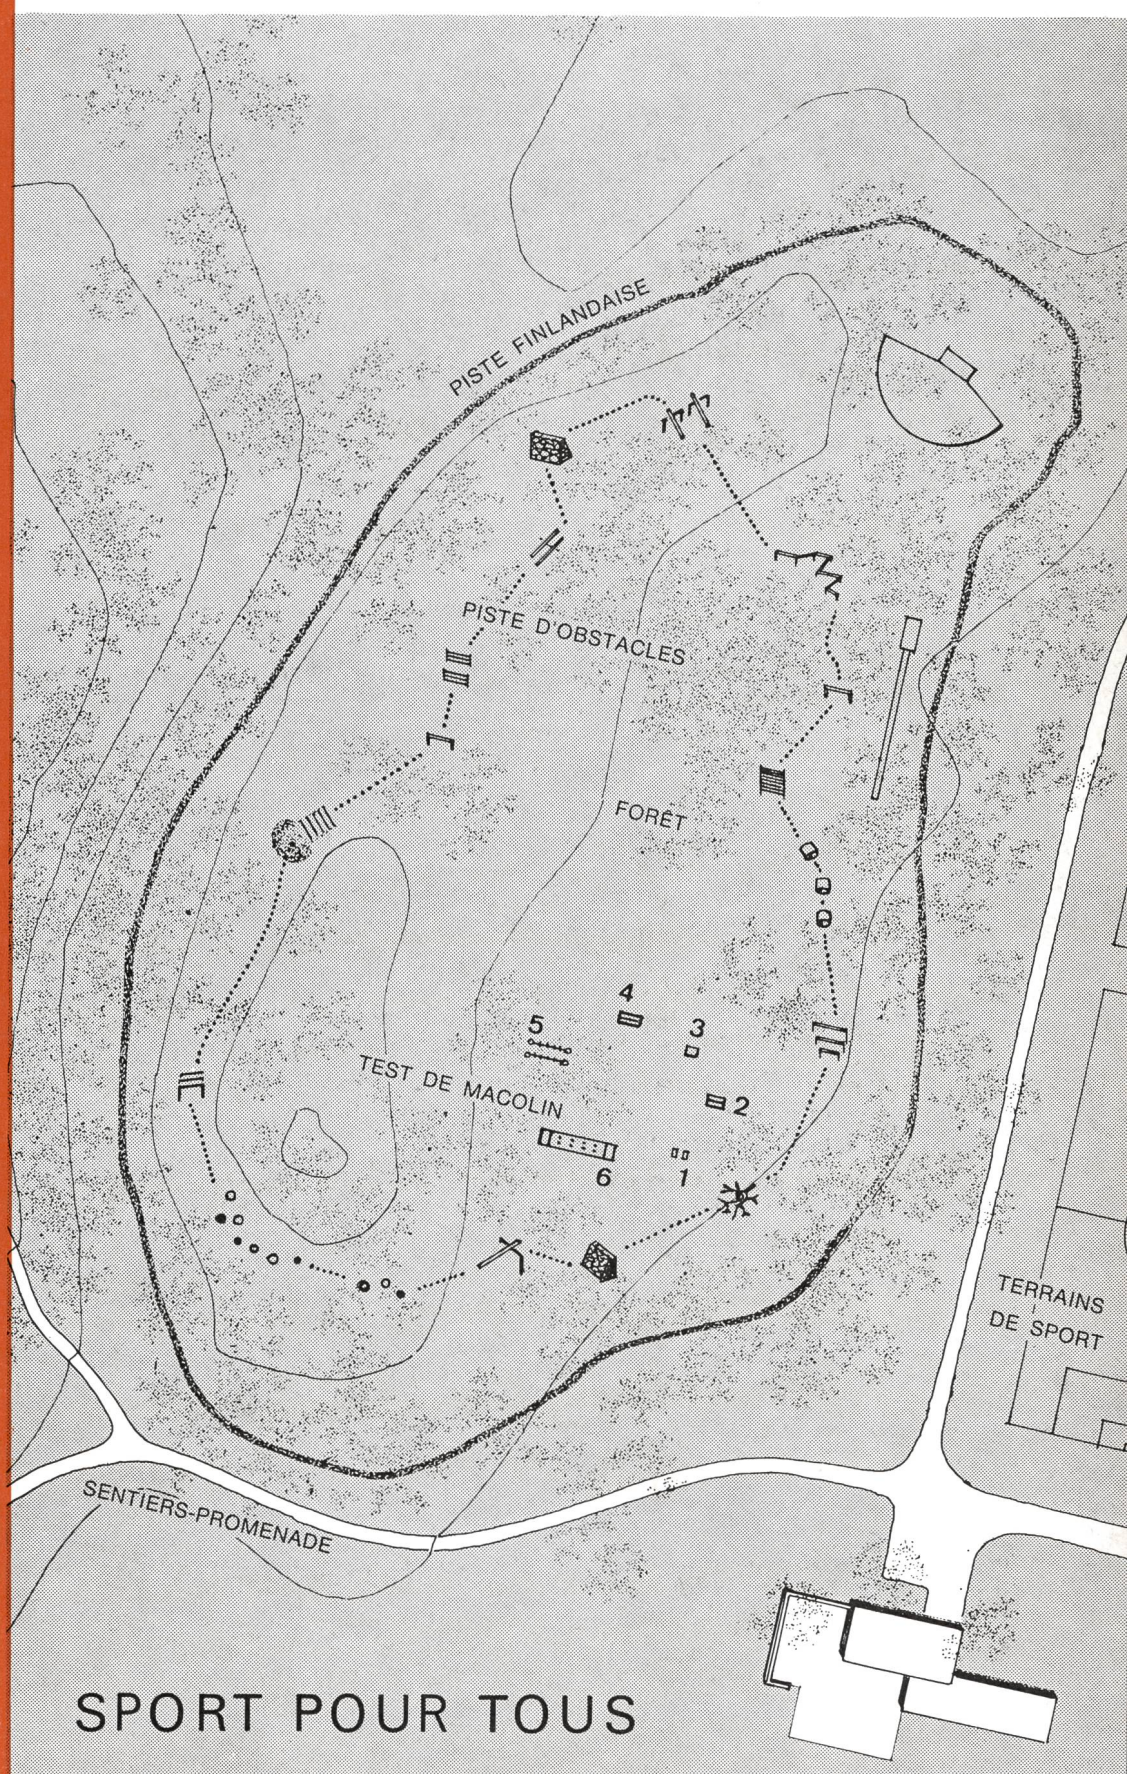 PISTE FINLANDAISE
PISTE D'OBSTACLES
FORÊT
4
5
3
TEST DE MACOLIN
2
6
1
TERRAINS
DE SPORT
SENTIERS-PROMENADE
SPORT POUR TOUS